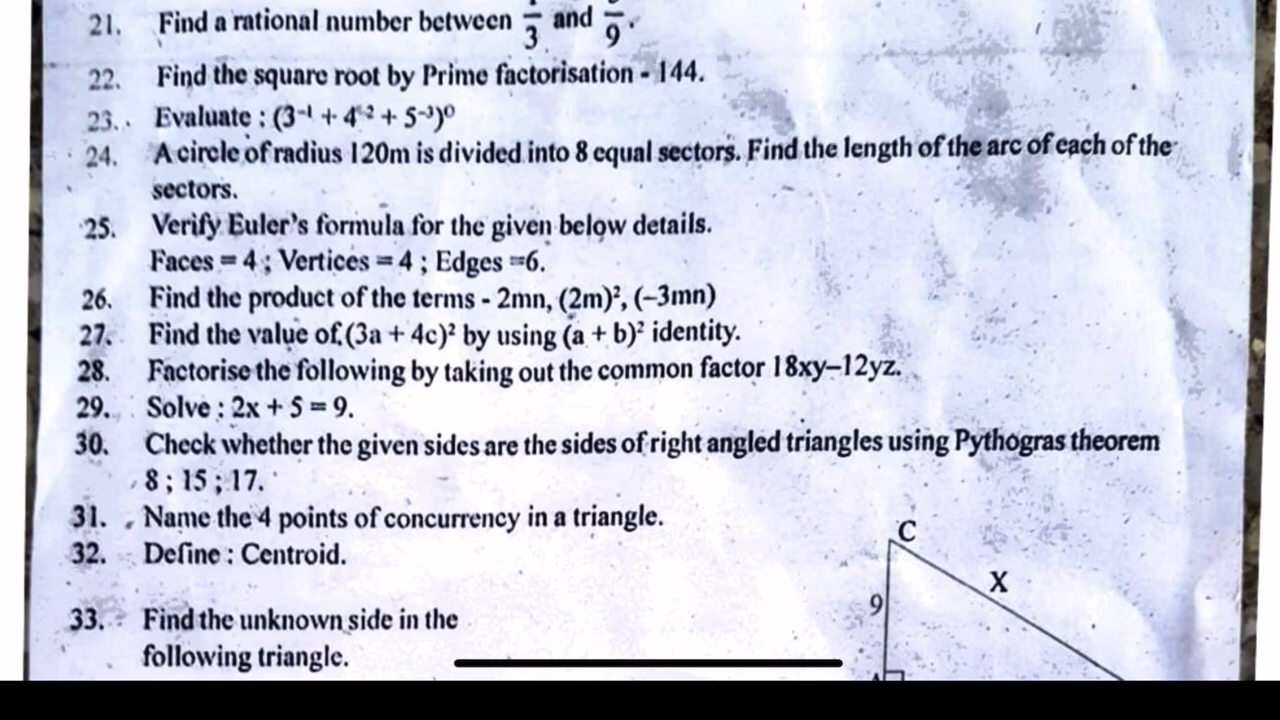 21. Find a rational number between /3 and /9.
22. Find the square root by Prime factorisation - 144.
23. Evaluate : (3⁻¹ + 4⁻² + 5⁻³)⁰
24. A circle of radius 120m is divided into 8 equal sectors. Find the length of the arc of each of the
sectors.
25. Verify Euler's formula for the given below details.
Faces = 4 ; Vertices = 4 ; Edges =6.
26. Find the product of the terms - 2mn, (2m)², (−3mn)
27. Find the value of (3a + 4c)² by using (a + b)² identity.
28. Factorise the following by taking out the common factor 18xy−12yz.
29. Solve : 2x + 5 = 9.
30. Check whether the given sides are the sides of right angled triangles using Pythogras theorem
8 ; 15 ; 17.
31. Name the 4 points of concurrency in a triangle.
32. Define : Centroid.
C
X
9
33. Find the unknown side in the
following triangle.